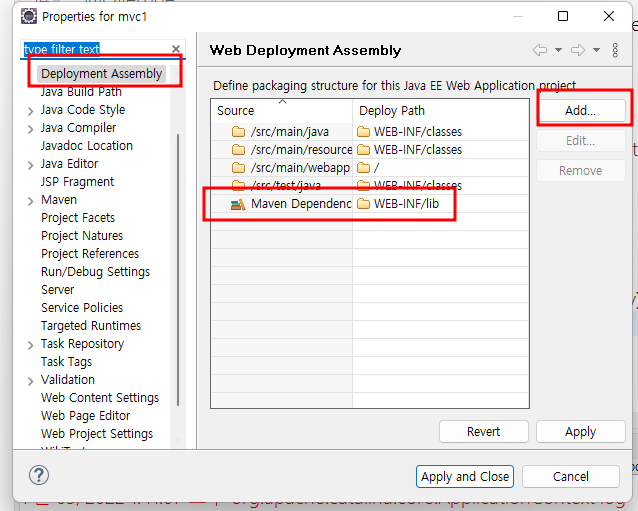 Properties for mvc1
type filter text
Deployment Assembly
Java Build Path
Java Code Style
Java Compiler
Javadoc Location
Java Editor
JSP Fragment
Maven
Project Facets
Project Natures
Project References
Run/Debug Settings
Server
Service Policies
Targeted Runtimes
Task Repository
Task Tags
Validation
Web Content Settings
Web Page Editor
Web Project Settings
Web Deployment Assembly
Define packaging structure for this Java EE Web Application project
Source Deploy Path
/src/main/java WEB-INF/classes
/src/main/resource WEB-INF/classes
/src/main/webapp /
/src/test/java WEB-INF/classes
Maven Dependenc WEB-INF/lib
Add...
Edit...
Remove
Revert Apply
Apply and Close Cancel